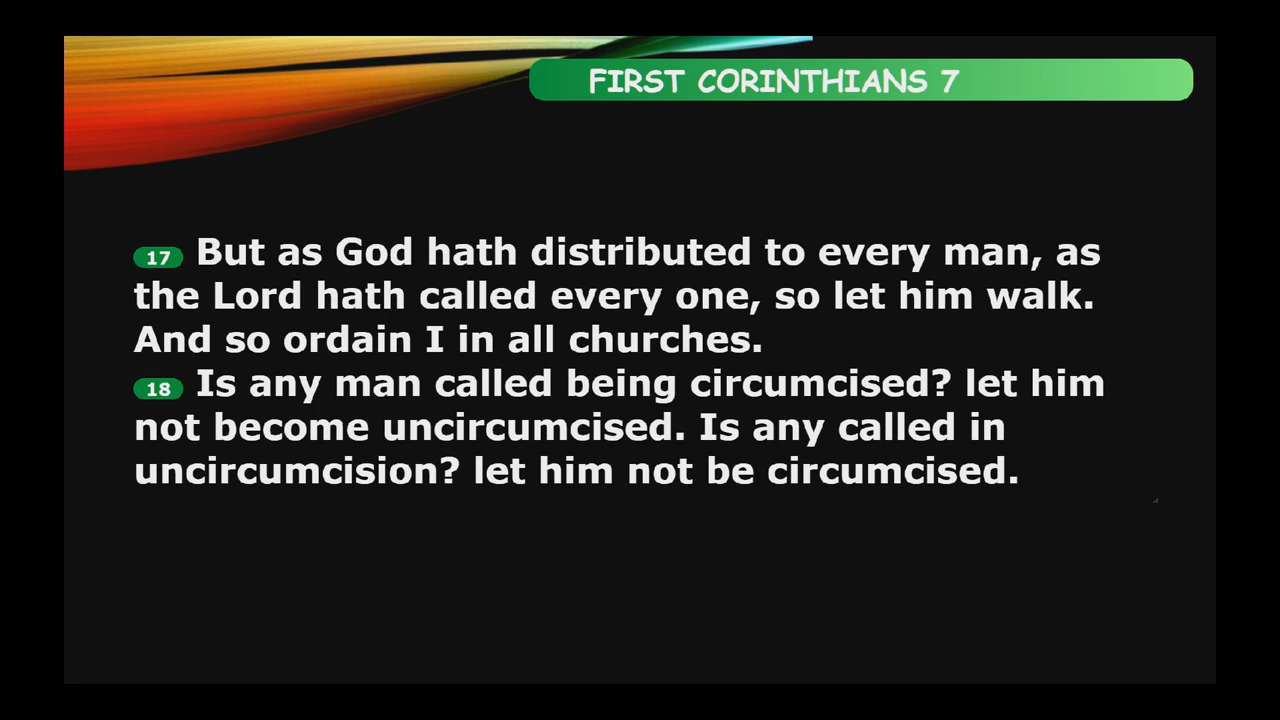 FIRST CORINTHIANS 7
17 But as God hath distributed to every man, as
the Lord hath called every one, so let him walk.
And so ordain I in all churches.
18 Is any man called being circumcised? let him
not become uncircumcised. Is any called in
uncircumcision? let him not be circumcised.